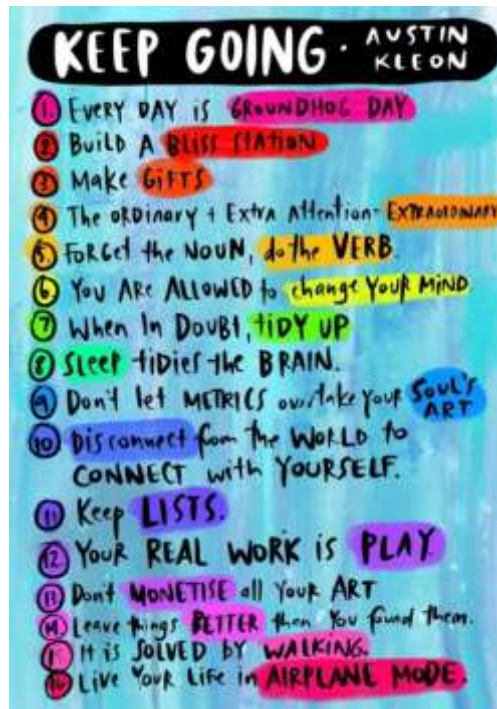 KEEP GOING · AUSTIN KLEON
1. EVERY DAY is GROUNDHOG DAY
2 BUILD A BLISS STATION
3 Make GIFTS
4 The ORDINARY + Extra Attention = EXTRAORDINARY
5. FORGET the NOUN, do the VERB.
6 YOU ARE ALLOWED to change YOUR MIND
7 When In Doubt, tiDY UP
8 SLEEP tidies the BRAIN.
9 Don't let METRICS overtake your SOUL'S ART
10 Disconnect from the WORLD to
CONNECT with YOURSELF.
11 Keep LISTS.
12. YOUR REAL WORK is PLAY.
13 Don't MONETISE all YOUR ART
14. Leave things BETTER than You found them.
15 It is SOLVED BY WALKING.
16 LIVE YOUR LIFE in AIRPLANE MODE.